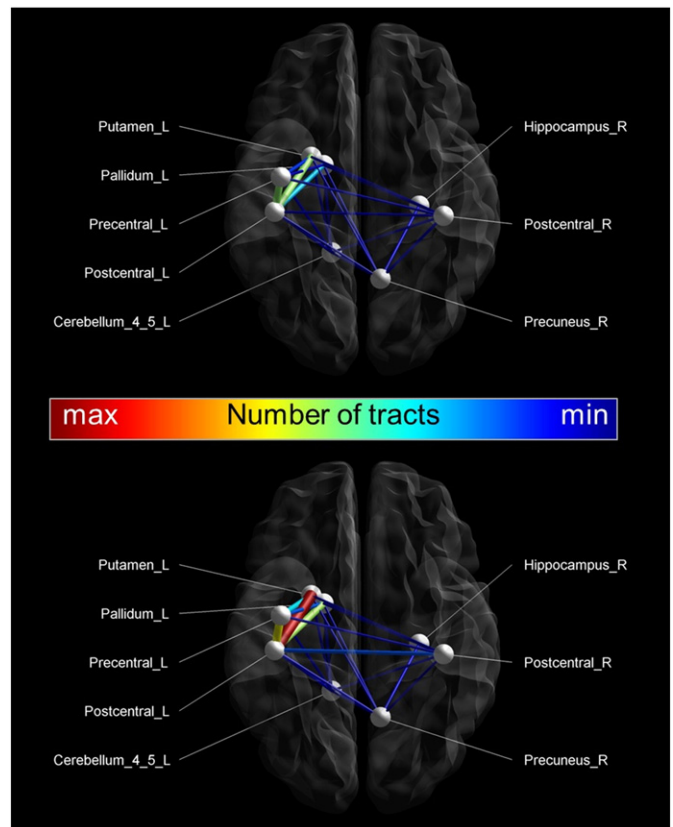 Putamen_L
Hippocampus_R
Pallidum_L
Precentral_L
Postcentral_R
Postcentral_L
Cerebellum_4_5_L
Precuneus_R
max Number of tracts min
Putamen_L
Hippocampus_R
Pallidum_L
Precentral_L
Postcentral_R
Postcentral_L
Cerebellum_4_5_L
Precuneus_R